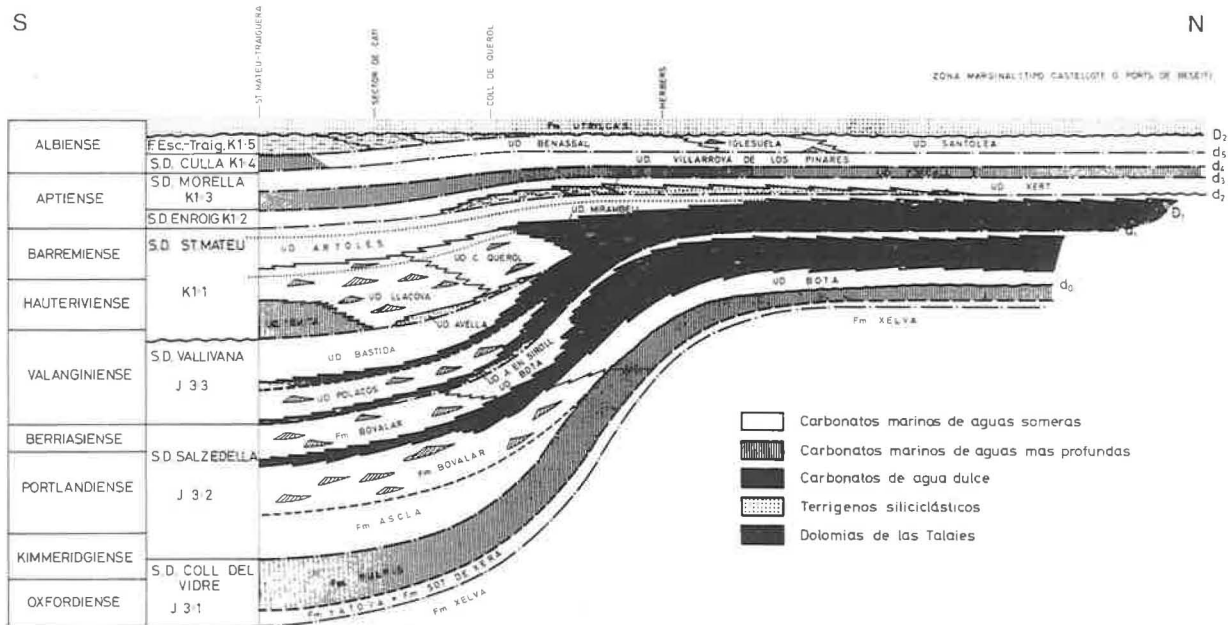 S
N
ST MATEU-TRAIGUERA
SECTOR DE CATI
COLL DE QUEROL
HERBERS
ZONA MARGINAL (TIPO CASTELLOTE O PORTS DE BESEIT)
ALBIENSE
APTIENSE
BARREMIENSE
HAUTERIVIENSE
VALANGINIENSE
BERRIASIENSE
PORTLANDIENSE
KIMMERIDGIENSE
OXFORDIENSE
F.Esc.-Traig. K1·5
S.D. CULLA K1·4
S.D. MORELLA
K1·3
S.D. ENROIG K1·2
S.D. ST.MATEU
K1·1
S.D. VALLIVANA
J 3·3
S.D. SALZEDELLA
J 3·2
S.D. COLL DEL
VIDRE
J 3·1
Fm UTRILLAS
UD BENASSAL
IGLESUELA
UD SANTOLEA
UD. VILLARROYA DE LOS PINARES
UD XERT
UD MIRAMBELL
UD ARTOLES
UD C. QUEROL
UD LLACOVA
UD AVELLA
UD BASTIDA
UD POLACOS
UD A EN SIROLL
UD BOTA
UD BOTA
Fm BOVALAR
Fm BOVALAR
Fm ASCLA
Fm YATOVA + Fm SOT DE XERA
Fm XELVA
Fm XELVA
D2
d5
d4
d3
d2
D1
d0
Carbonatos marinos de aguas someras
Carbonatos marinos de aguas mas profundas
Carbonatos de agua dulce
Terrigenos siliciclásticos
Dolomias de las Talaies